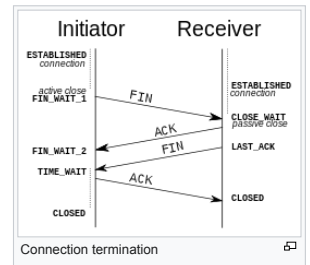 Initiator Receiver
ESTABLISHED
connection
active close
FIN_WAIT_1
FIN
ESTABLISHED
connection
CLOSE_WAIT
passive close
ACK
FIN_WAIT_2
FIN
LAST_ACK
TIME_WAIT
ACK
CLOSED
CLOSED
Connection termination